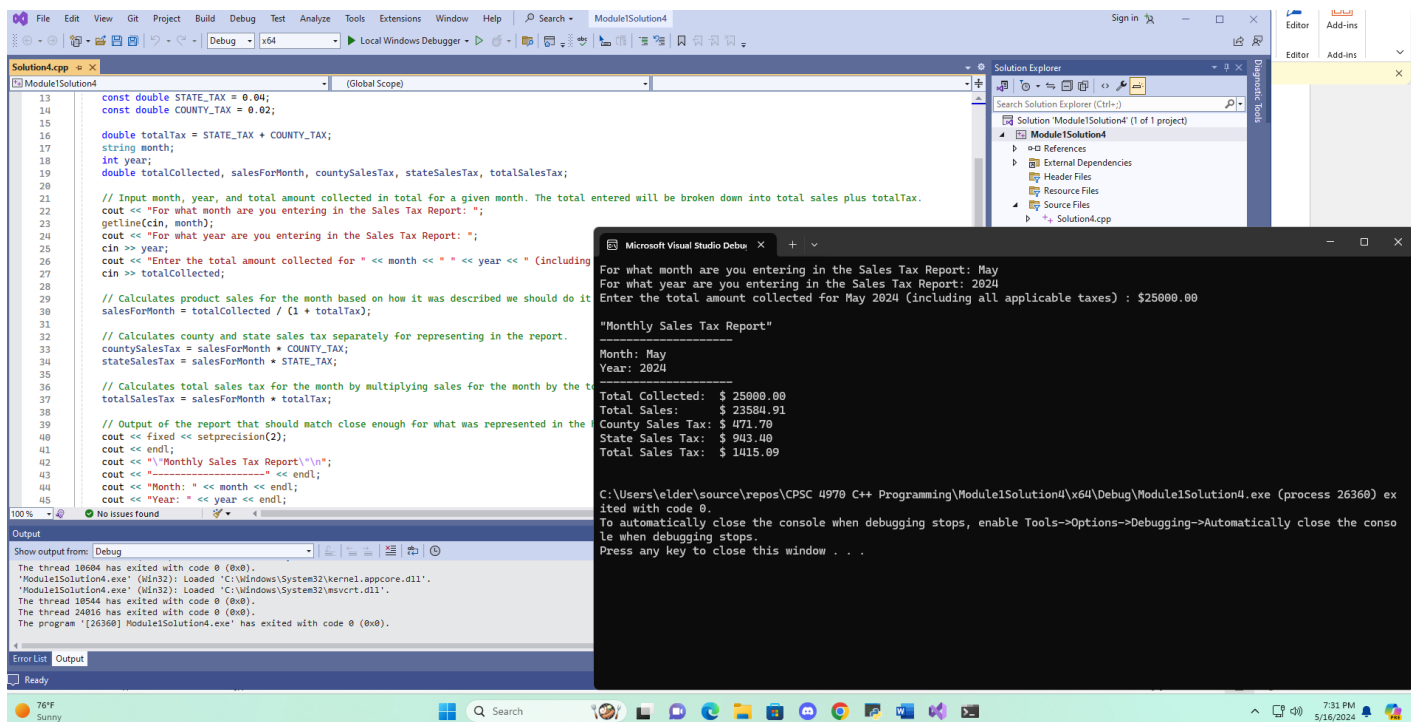 File Edit View Git Project Build Debug Test Analyze Tools Extensions Window Help Search Module1Solution4 Sign in
Editor Add-ins
Debug x64 Local Windows Debugger
Editor Add-ins
Solution4.cpp
Module1Solution4 (Global Scope)
13 const double STATE_TAX = 0.04;
14 const double COUNTY_TAX = 0.02;
15
16 double totalTax = STATE_TAX + COUNTY_TAX;
17 string month;
18 int year;
19 double totalCollected, salesForMonth, countySalesTax, stateSalesTax, totalSalesTax;
20
21 // Input month, year, and total amount collected in total for a given month. The total entered will be broken down into total sales plus totalTax.
22 cout << "For what month are you entering in the Sales Tax Report: ";
23 getline(cin, month);
24 cout << "For what year are you entering in the Sales Tax Report: ";
25 cin >> year;
26 cout << "Enter the total amount collected for " << month << " " << year << " (including
27 cin >> totalCollected;
28
29 // Calculates product sales for the month based on how it was described we should do it
30 salesForMonth = totalCollected / (1 + totalTax);
31
32 // Calculates county and state sales tax separately for representing in the report.
33 countySalesTax = salesForMonth * COUNTY_TAX;
34 stateSalesTax = salesForMonth * STATE_TAX;
35
36 // Calculates total sales tax for the month by multiplying sales for the month by the to
37 totalSalesTax = salesForMonth * totalTax;
38
39 // Output of the report that should match close enough for what was represented in the
40 cout << fixed << setprecision(2);
41 cout << endl;
42 cout << "\"Monthly Sales Tax Report\"\n";
43 cout << "--------------------" << endl;
44 cout << "Month: " << month << endl;
45 cout << "Year: " << year << endl;
100 % No issues found
Output
Show output from: Debug
The thread 10604 has exited with code 0 (0x0).
'Module1Solution4.exe' (Win32): Loaded 'C:\Windows\System32\kernel.appcore.dll'.
'Module1Solution4.exe' (Win32): Loaded 'C:\Windows\System32\msvcrt.dll'.
The thread 10544 has exited with code 0 (0x0).
The thread 24016 has exited with code 0 (0x0).
The program '[26360] Module1Solution4.exe' has exited with code 0 (0x0).
Error List Output
Ready
Solution Explorer
Search Solution Explorer (Ctrl+;)
Solution 'Module1Solution4' (1 of 1 project)
Module1Solution4
References
External Dependencies
Header Files
Resource Files
Source Files
Solution4.cpp
Diagnostic Tools
Microsoft Visual Studio Debu
For what month are you entering in the Sales Tax Report: May
For what year are you entering in the Sales Tax Report: 2024
Enter the total amount collected for May 2024 (including all applicable taxes) : $25000.00
"Monthly Sales Tax Report"
--------------------
Month: May
Year: 2024
--------------------
Total Collected: $ 25000.00
Total Sales: $ 23584.91
County Sales Tax: $ 471.70
State Sales Tax: $ 943.40
Total Sales Tax: $ 1415.09
C:\Users\elder\source\repos\CPSC 4970 C++ Programming\Module1Solution4\x64\Debug\Module1Solution4.exe (process 26360) ex
ited with code 0.
To automatically close the console when debugging stops, enable Tools->Options->Debugging->Automatically close the conso
le when debugging stops.
Press any key to close this window . . .
76°F
Sunny
Search
7:31 PM
5/16/2024